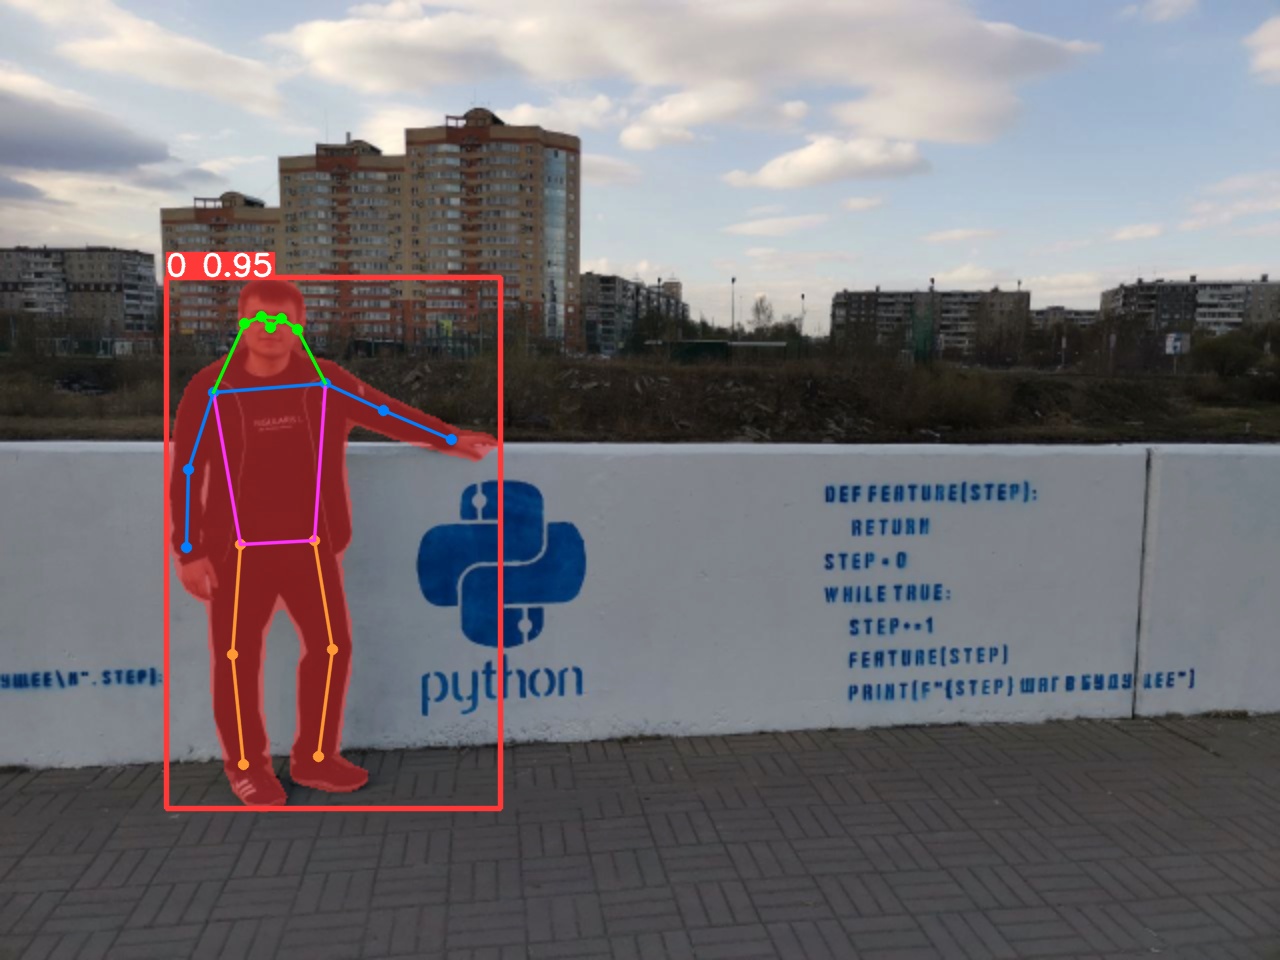 0 0.95
DEF FEATURE(STEP):
RETURN
STEP = 0
WHILE TRUE:
STEP+=1
FEATURE(STEP)
PRINT(F"{STEP} ШАГ В БУДУЩЕЕ")
УЩЕЕ\N". STEP):
python